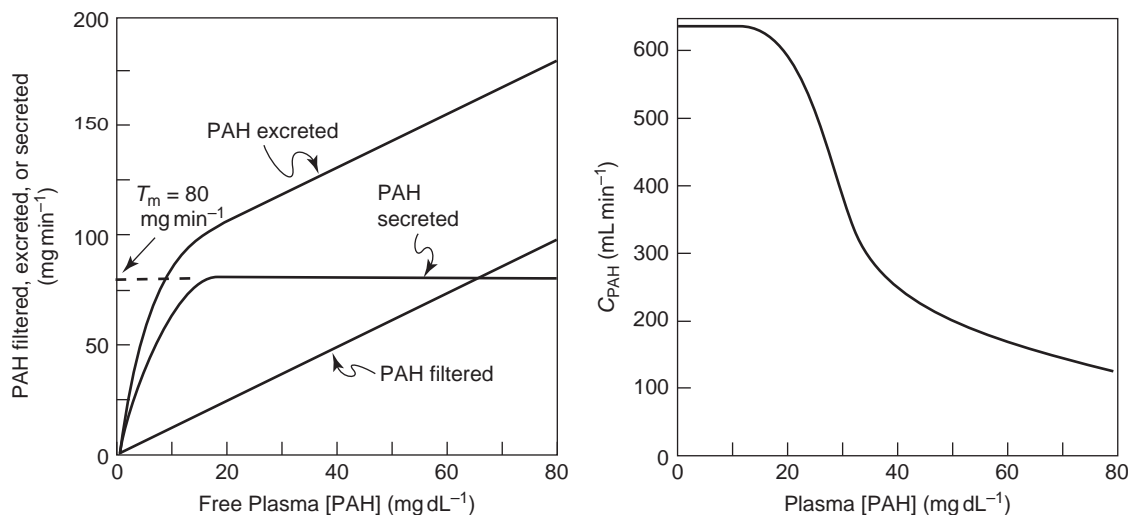 PAH filtered, excreted, or secreted
(mg min⁻¹)
200
150
100
50
0
Tm = 80
mg min⁻¹
PAH excreted
PAH
secreted
PAH filtered
0
20
40
60
80
Free Plasma [PAH] (mg dL⁻¹)
CPAH (mL min⁻¹)
600
500
400
300
200
100
0
20
40
60
80
Plasma [PAH] (mg dL⁻¹)